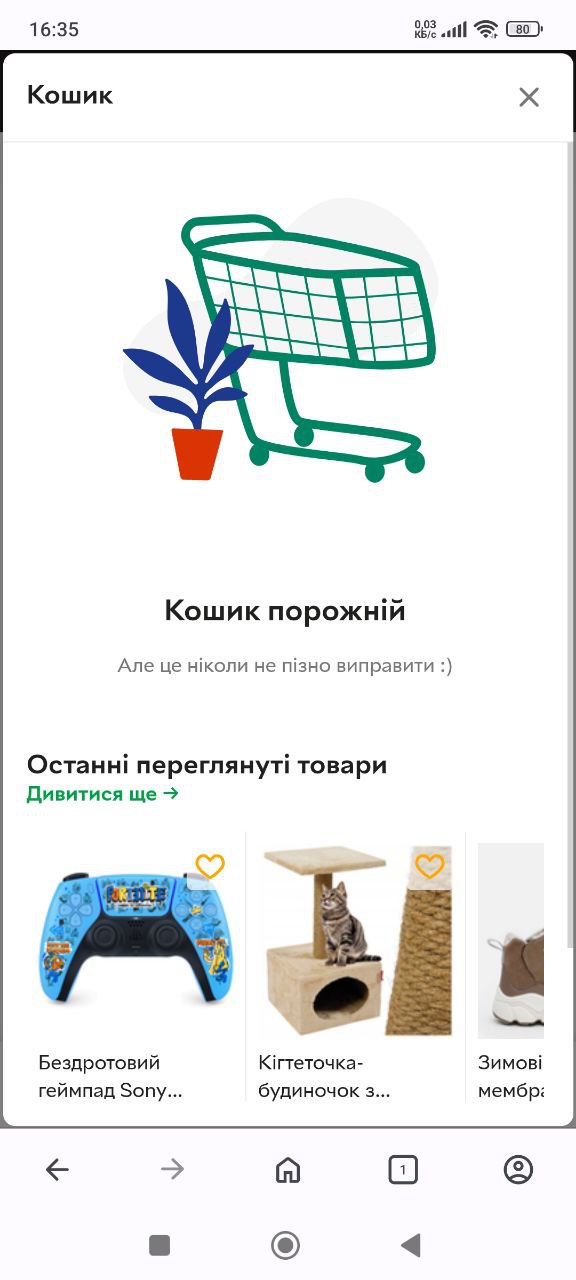 16:35
0,03
КБ/с
80
Кошик
Кошик порожній
Але це ніколи не пізно виправити :)
Останні переглянуті товари
Дивитися ще →
FORTNITE
Бездротовий
геймпад Sony...
Кігтеточка-
будиночок з...
Зимові
мембра
1